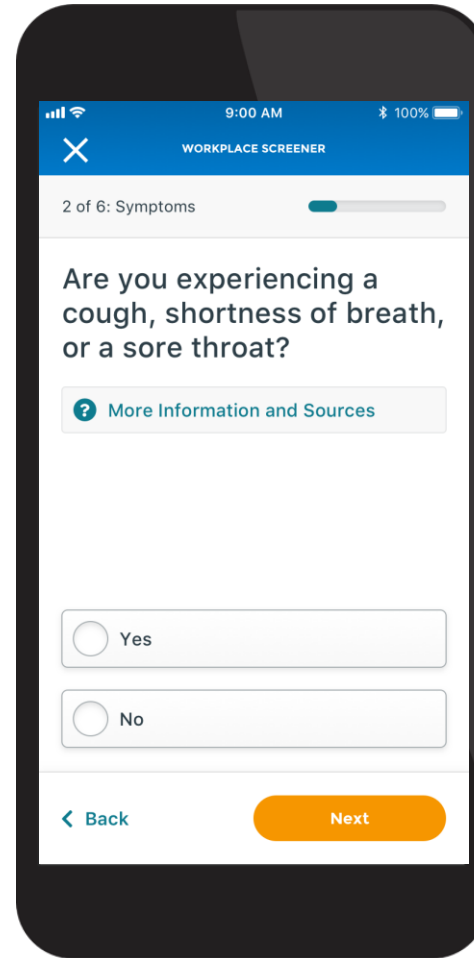 9:00 AM 100%
WORKPLACE SCREENER
2 of 6: Symptoms
Are you experiencing a
cough, shortness of breath,
or a sore throat?
? More Information and Sources
Yes
No
Back
Next